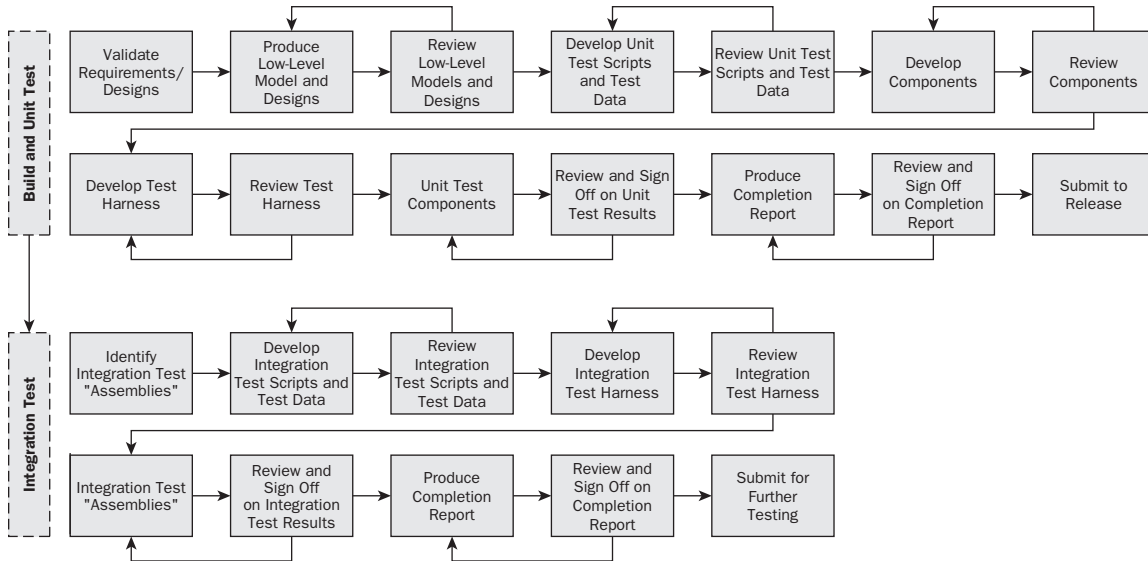 Build and Unit Test
Validate
Requirements/
Designs
Produce
Low-Level
Model and
Designs
Review
Low-Level
Models and
Designs
Develop Unit
Test Scripts
and Test
Data
Review Unit Test
Scripts and Test
Data
Develop
Components
Review
Components
Develop Test
Harness
Review Test
Harness
Unit Test
Components
Review and Sign
Off on Unit
Test Results
Produce
Completion
Report
Review and
Sign Off
on Completion
Report
Submit to
Release
Integration Test
Identify
Integration Test
"Assemblies"
Develop
Integration
Test Scripts and
Test Data
Review
Integration
Test Scripts and
Test Data
Develop
Integration
Test Harness
Review
Integration
Test Harness
Integration Test
"Assemblies"
Review and
Sign Off
on Integration
Test Results
Produce
Completion
Report
Review and
Sign Off on
Completion
Report
Submit for
Further
Testing